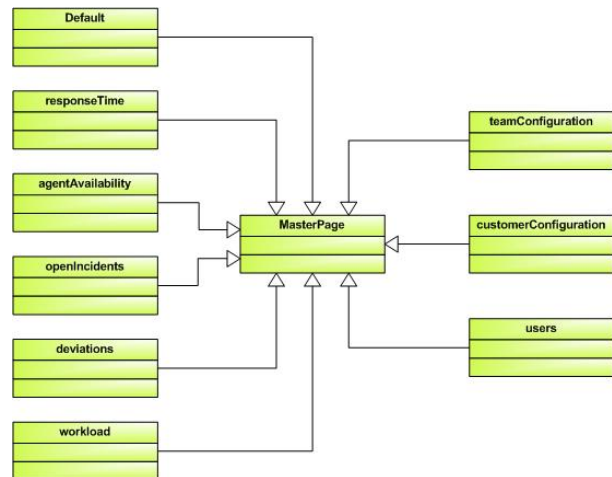 Default
responseTime
agentAvailability
openIncidents
deviations
workload
MasterPage
teamConfiguration
customerConfiguration
users